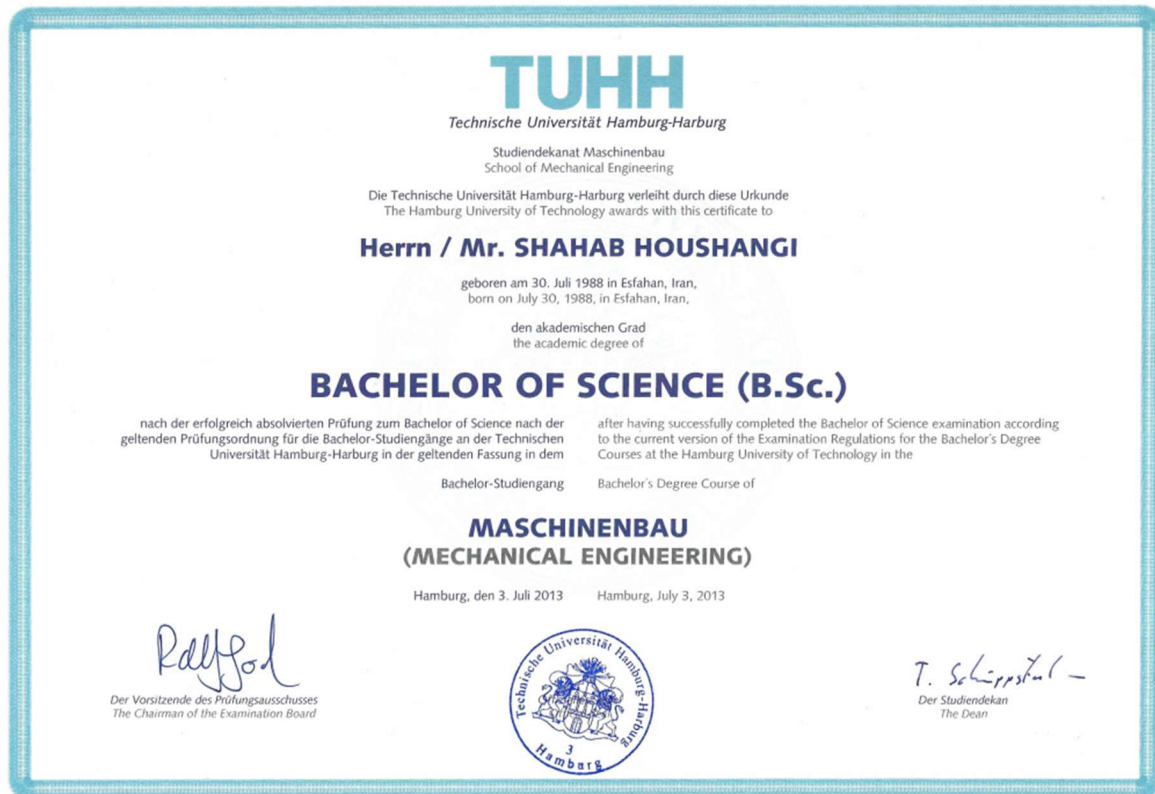 TUHH
Technische Universität Hamburg-Harburg
Studiendekanat Maschinenbau
School of Mechanical Engineering
Die Technische Universität Hamburg-Harburg verleiht durch diese Urkunde
The Hamburg University of Technology awards with this certificate to
Herrn / Mr. SHAHAB HOUSHANGI
geboren am 30. Juli 1988 in Esfahan, Iran,
born on July 30, 1988, in Esfahan, Iran,
den akademischen Grad
the academic degree of
BACHELOR OF SCIENCE (B.Sc.)
nach der erfolgreich absolvierten Prüfung zum Bachelor of Science nach der
geltenden Prüfungsordnung für die Bachelor-Studiengänge an der Technischen
Universität Hamburg-Harburg in der geltenden Fassung in dem
Bachelor-Studiengang
after having successfully completed the Bachelor of Science examination according
to the current version of the Examination Regulations for the Bachelor's Degree
Courses at the Hamburg University of Technology in the
Bachelor's Degree Course of
MASCHINENBAU
(MECHANICAL ENGINEERING)
Hamburg, den 3. Juli 2013
Hamburg, July 3, 2013
Der Vorsitzende des Prüfungsausschusses
The Chairman of the Examination Board
Technische Universität Hamburg-Harburg
3
Hamburg
T.
Der Studiendekan
The Dean